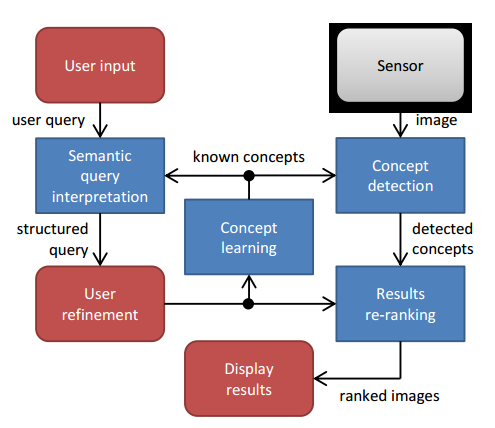 User input
Sensor
user query
image
Semantic
query
interpretation
known concepts
Concept
detection
structured
query
Concept
learning
detected
concepts
User
refinement
Results
re-ranking
Display
results
ranked images